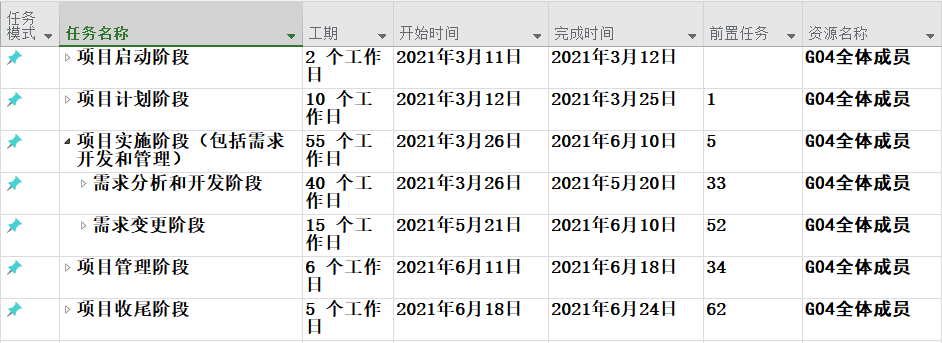 任务模式 任务名称 工期 开始时间 完成时间 前置任务 资源名称
项目启动阶段 2 个工作日 2021年3月11日 2021年3月12日 G04全体成员
项目计划阶段 10 个工作日 2021年3月12日 2021年3月25日 1 G04全体成员
项目实施阶段（包括需求开发和管理） 55 个工作日 2021年3月26日 2021年6月10日 5 G04全体成员
需求分析和开发阶段 40 个工作日 2021年3月26日 2021年5月20日 33 G04全体成员
需求变更阶段 15 个工作日 2021年5月21日 2021年6月10日 52 G04全体成员
项目管理阶段 6 个工作日 2021年6月11日 2021年6月18日 34 G04全体成员
项目收尾阶段 5 个工作日 2021年6月18日 2021年6月24日 62 G04全体成员